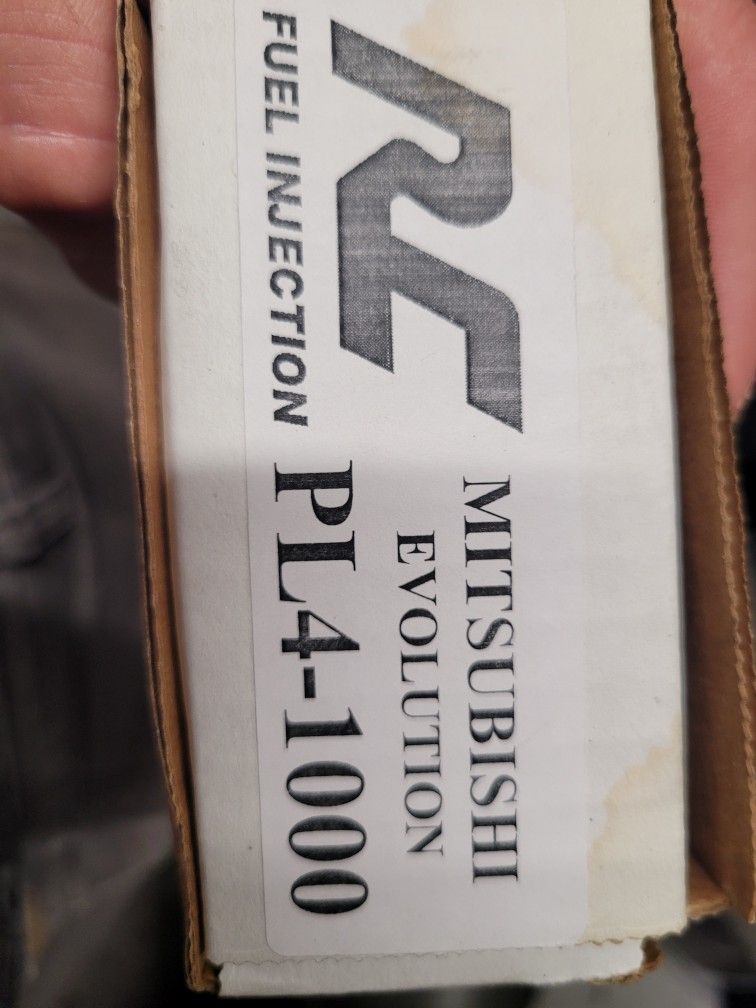 RC
FUEL INJECTION
MITSUBISHI
EVOLUTION
PL4-1000